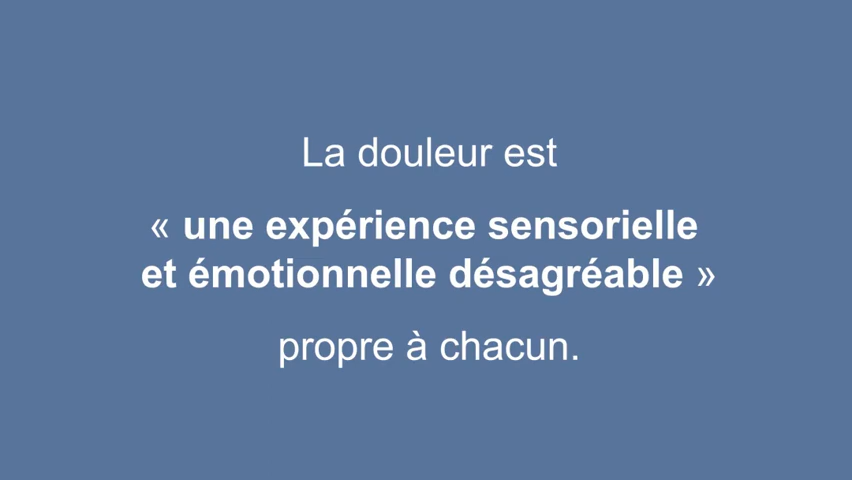 La douleur est
« une expérience sensorielle
et émotionnelle désagréable »
propre à chacun.